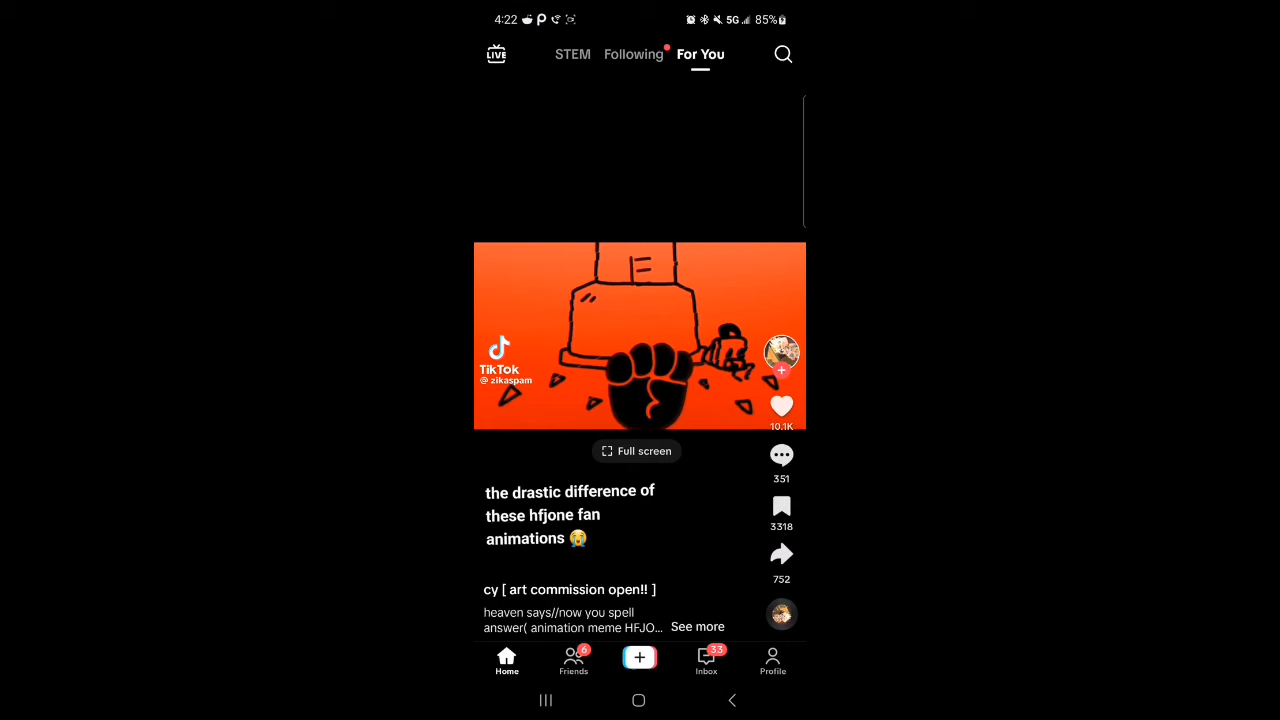 4:22
5G 85%
LIVE
STEM Following For You
TikTok
@ zikaspam
10.1K
Full screen
351
the drastic difference of
these hfjone fan
animations 😭
3318
752
cy [ art commission open!! ]
heaven says//now you spell
answer( animation meme HFJO... See more
6
33
Home Friends Inbox Profile